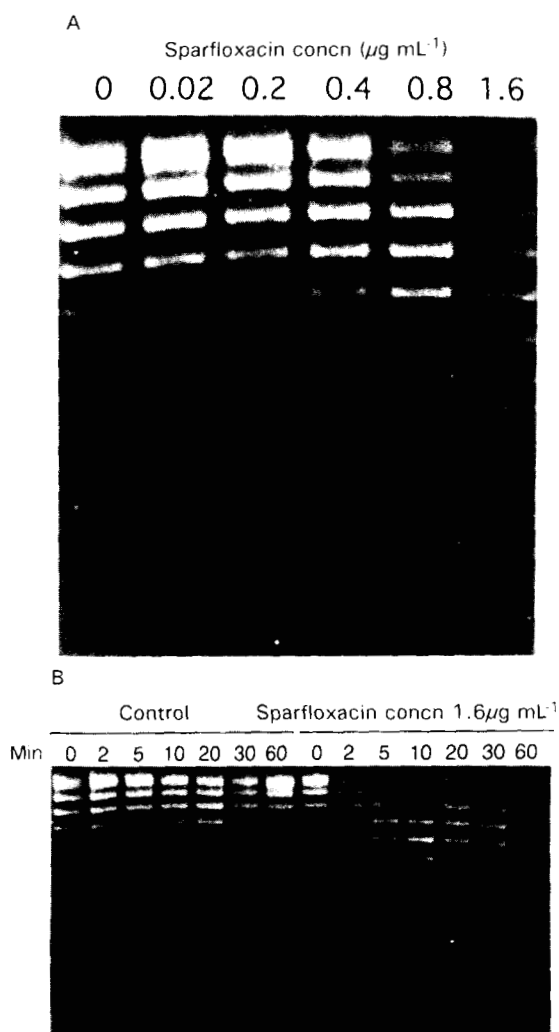 A
Sparfloxacin concn (µg mL⁻¹)
0 0.02 0.2 0.4 0.8 1.6
B
Control Sparfloxacin concn 1.6µg mL⁻¹
Min 0 2 5 10 20 30 60 0 2 5 10 20 30 60